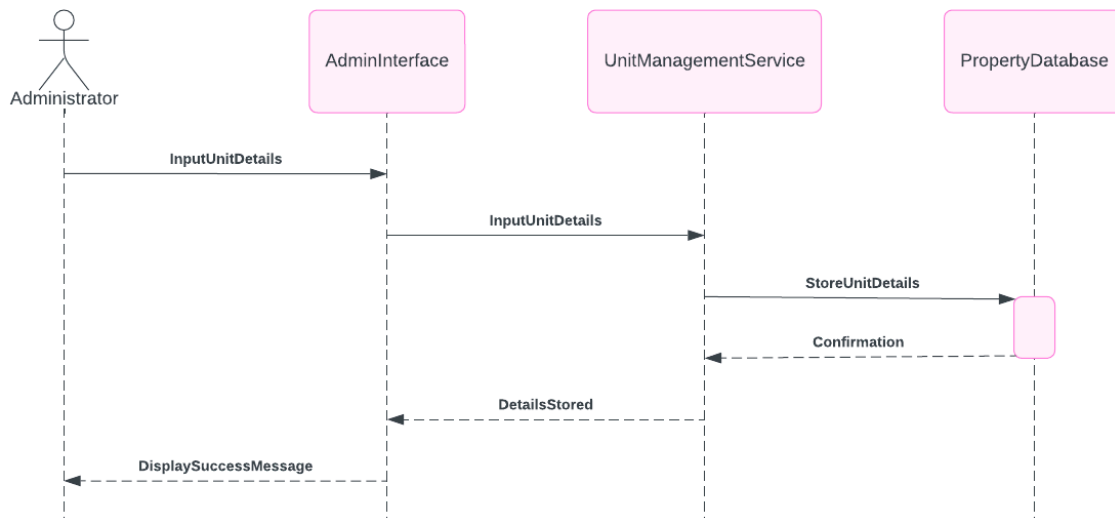 AdminInterface
UnitManagementService
PropertyDatabase
Administrator
InputUnitDetails
InputUnitDetails
StoreUnitDetails
Confirmation
DetailsStored
DisplaySuccessMessage